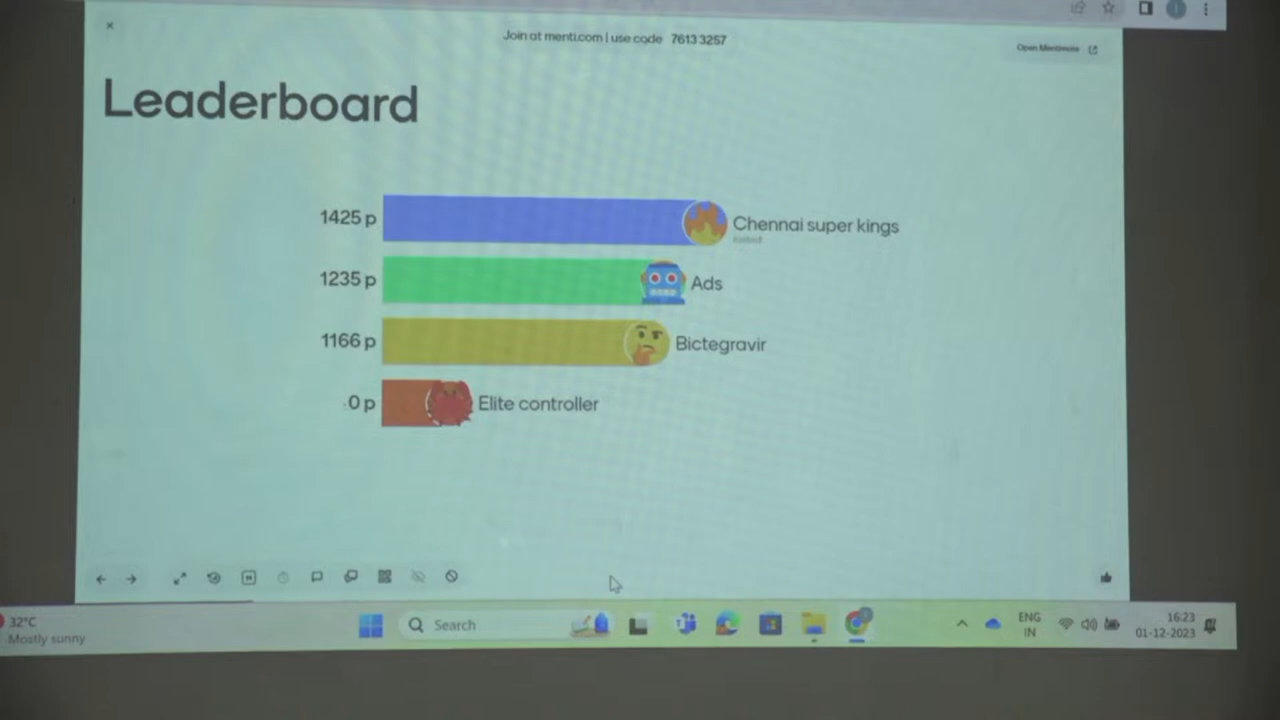 Join at menti.com | use code 7613 3257
Open Mentimeter
Leaderboard
1425 p
Chennai super kings
1235 p
Ads
1166 p
Bictegravir
0 p
Elite controller
32°C
Mostly sunny
Search
ENG
IN
16:23
01-12-2023